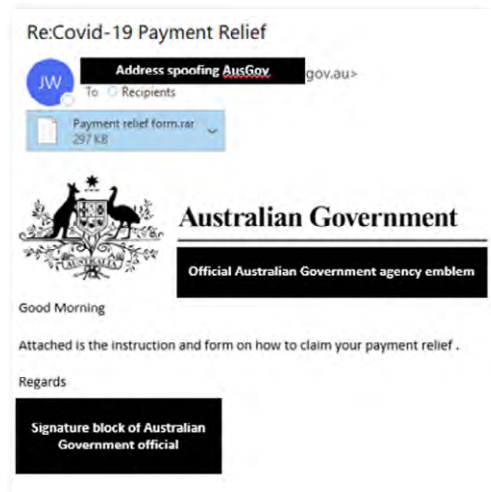 Re:Covid-19 Payment Relief
JW
Address spoofing AusGov
gov.au>
To Recipients
Payment relief form.rar
297 KB
AUSTRALIA
Australian Government
Official Australian Government agency emblem
Good Morning
Attached is the instruction and form on how to claim your payment relief .
Regards
Signature block of Australian
Government official